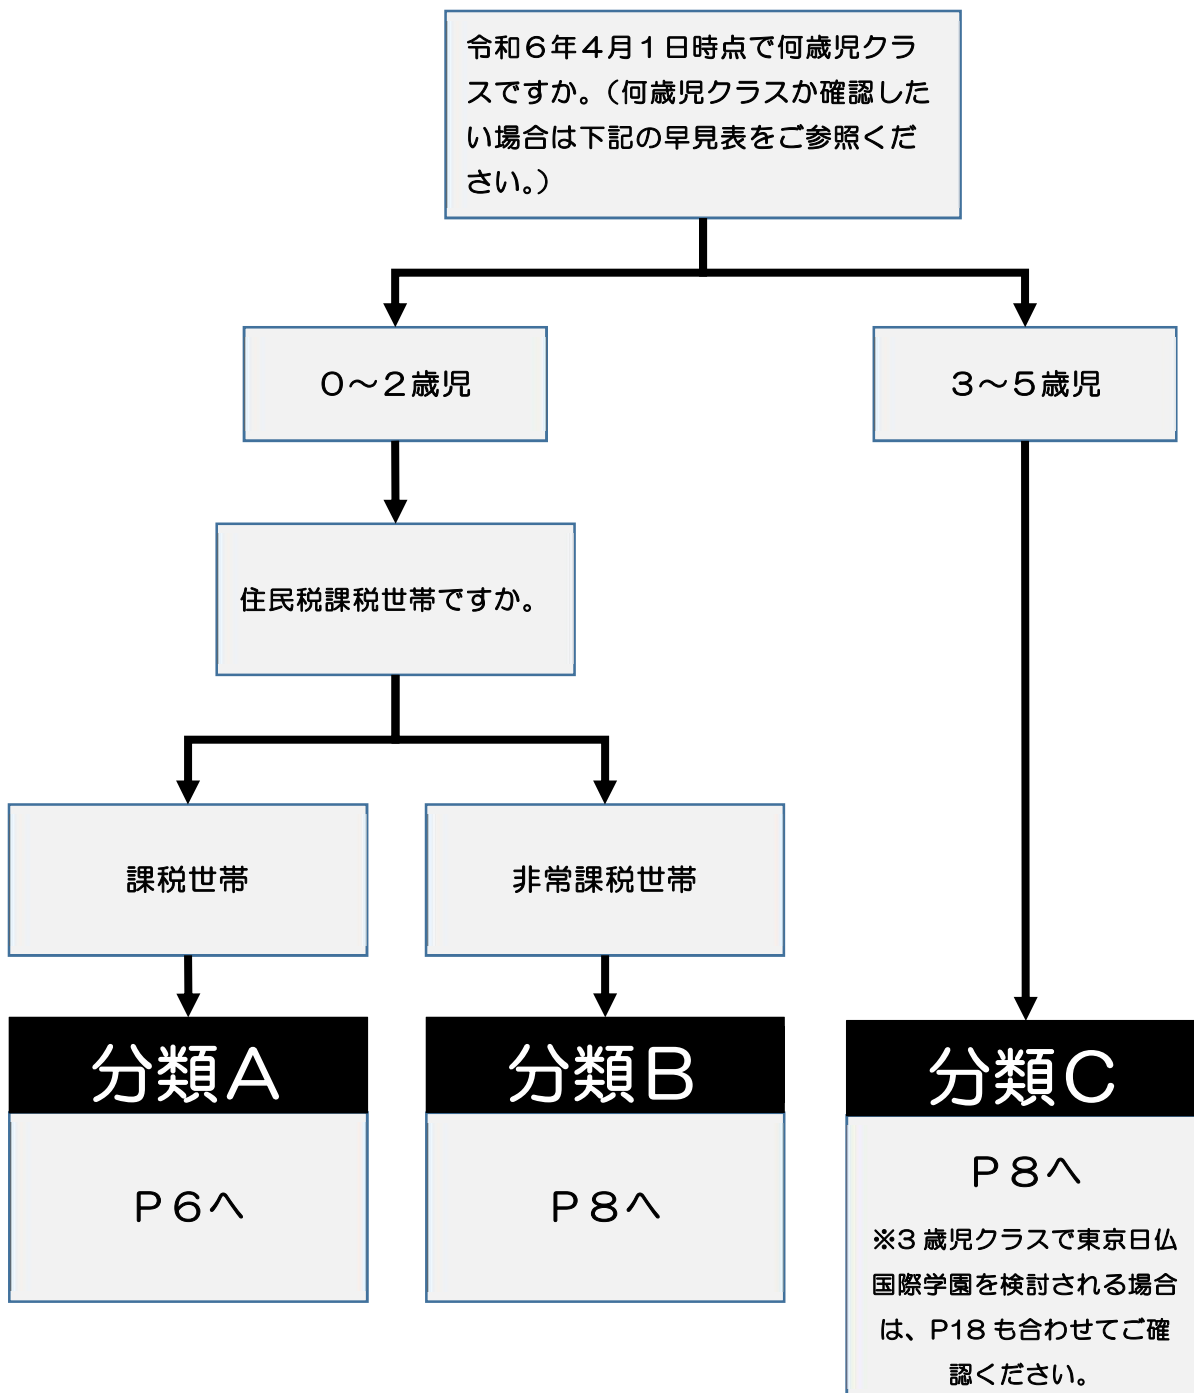 令和６年４月１日時点で何歳児クラ
スですか。（何歳児クラスか確認した
い場合は下記の早見表をご参照くだ
さい。）
０～２歳児
３～５歳児
住民税課税世帯ですか。
課税世帯
非常課税世帯
分類Ａ
分類Ｂ
分類Ｃ
Ｐ６へ
Ｐ８へ
Ｐ８へ
※3 歳児クラスで東京日仏
国際学園を検討される場合
は、P18 も合わせてご確
認ください。